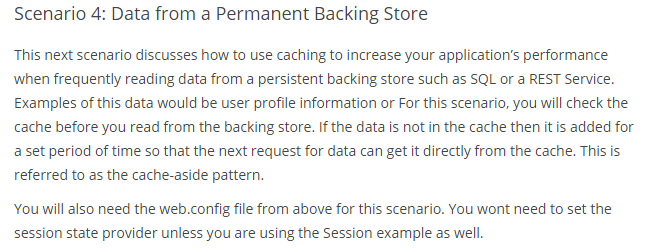 Scenario 4: Data from a Permanent Backing Store
This next scenario discusses how to use caching to increase your application's performance
when frequently reading data from a persistent backing store such as SQL or a REST Service.
Examples of this data would be user profile information or For this scenario, you will check the
cache before you read from the backing store. If the data is not in the cache then it is added for
a set period of time so that the next request for data can get it directly from the cache. This is
referred to as the cache-aside pattern.
You will also need the web.config file from above for this scenario. You wont need to set the
session state provider unless you are using the Session example as well.